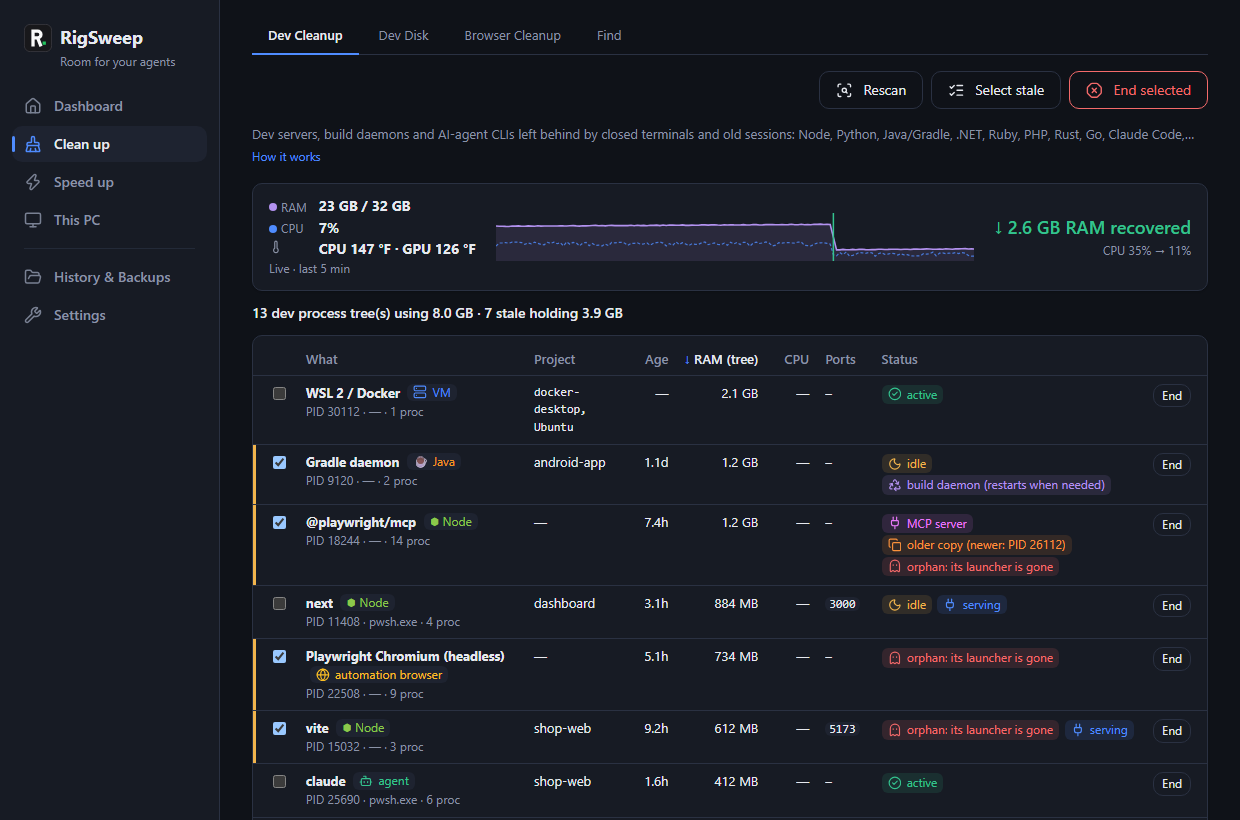 R.
RigSweep
Room for your agents
Dashboard
Clean up
Speed up
This PC
History & Backups
Settings
Dev Cleanup
Dev Disk
Browser Cleanup
Find
Rescan
Select stale
End selected
Dev servers, build daemons and AI-agent CLIs left behind by closed terminals and old sessions: Node, Python, Java/Gradle, .NET, Ruby, PHP, Rust, Go, Claude Code,...
How it works
RAM 23 GB / 32 GB
CPU 7%
CPU 147 °F · GPU 126 °F
Live · last 5 min
↓ 2.6 GB RAM recovered
CPU 35% → 11%
13 dev process tree(s) using 8.0 GB · 7 stale holding 3.9 GB
What Project Age ↓ RAM (tree) CPU Ports Status
WSL 2 / Docker VM docker- — 2.1 GB — – active End
PID 30112 · — · 1 proc desktop,
Ubuntu
Gradle daemon Java android-app 1.1d 1.2 GB — – idle End
PID 9120 · — · 2 proc build daemon (restarts when needed)
@playwright/mcp Node — 7.4h 1.2 GB — – MCP server End
PID 18244 · — · 14 proc older copy (newer: PID 26112)
orphan: its launcher is gone
next Node dashboard 3.1h 884 MB — 3000 idle serving End
PID 11408 · pwsh.exe · 4 proc
Playwright Chromium (headless) — 5.1h 734 MB — – orphan: its launcher is gone End
automation browser
PID 22508 · — · 9 proc
vite Node shop-web 9.2h 612 MB — 5173 orphan: its launcher is gone serving End
PID 15032 · — · 3 proc
claude agent shop-web 1.6h 412 MB — – active End
PID 25690 · pwsh.exe · 6 proc